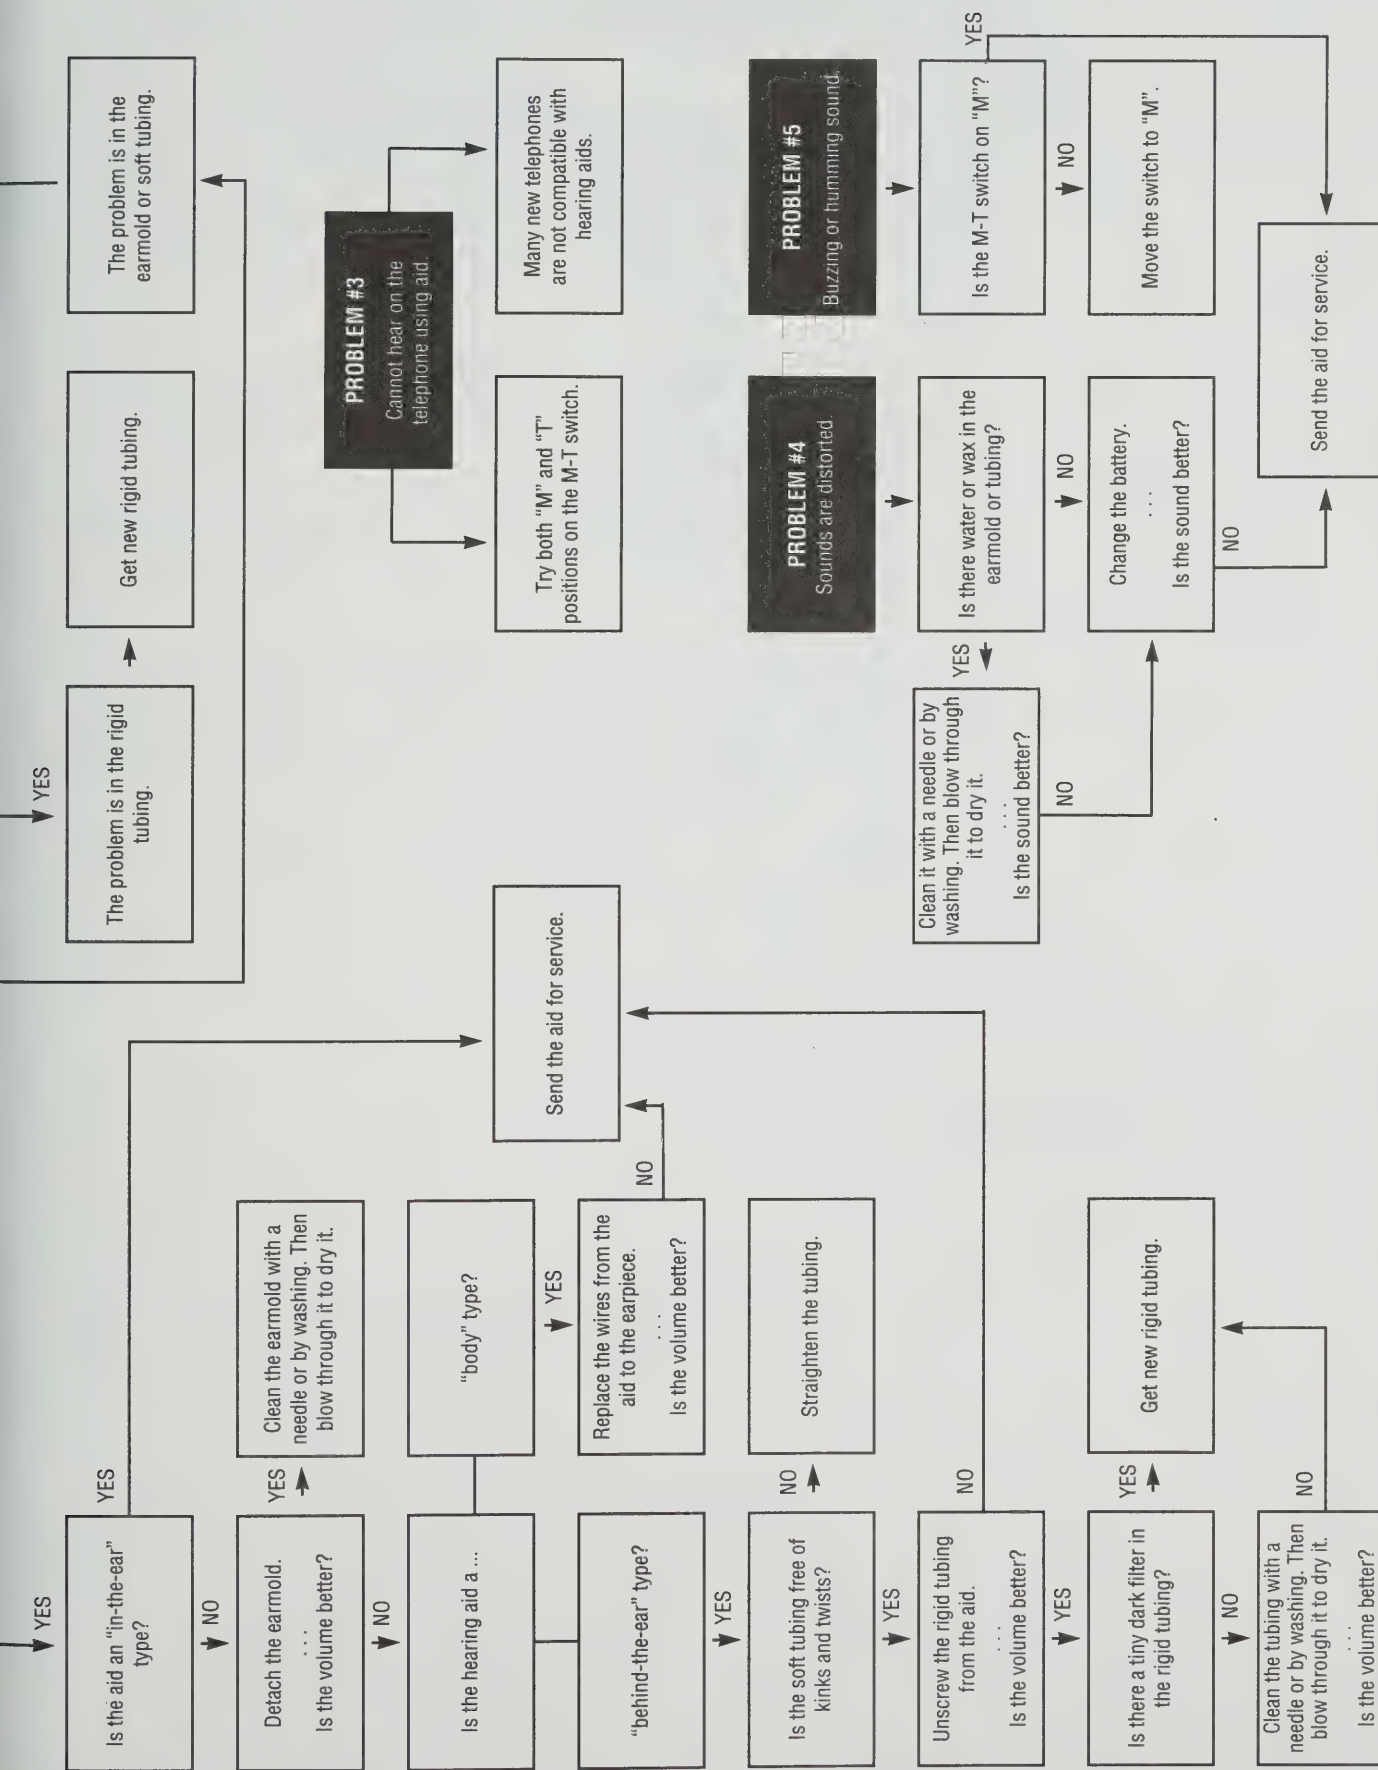 YES
Is the aid an “in-the-ear”
type?
YES
NO
Detach the earmold.
. . .
Is the volume better?
YES
Clean the earmold with a
needle or by washing. Then
blow through it to dry it.
NO
Is the hearing aid a ...
“body” type?
YES
Replace the wires from the
aid to the earpiece.
. . .
Is the volume better?
NO
Send the aid for service.
“behind-the-ear” type?
YES
Is the soft tubing free of
kinks and twists?
NO
Straighten the tubing.
YES
Unscrew the rigid tubing
from the aid.
. . .
Is the volume better?
NO
YES
Is there a tiny dark filter in
the rigid tubing?
YES
Get new rigid tubing.
NO
Clean the tubing with a
needle or by washing. Then
blow through it to dry it.
. . .
Is the volume better?
NO
YES
The problem is in the rigid
tubing.
Get new rigid tubing.
The problem is in the
earmold or soft tubing.
PROBLEM #3
Cannot hear on the
telephone using aid.
Try both “M” and “T”
positions on the M-T switch.
Many new telephones
are not compatible with
hearing aids.
PROBLEM #4
Sounds are distorted.
Is there water or wax in the
earmold or tubing?
YES
Clean it with a needle or by
washing. Then blow through
it to dry it.
. . .
Is the sound better?
NO
NO
Change the battery.
. . .
Is the sound better?
NO
PROBLEM #5
Buzzing or humming sound.
Is the M-T switch on “M”?
YES
NO
Move the switch to “M”.
Send the aid for service.